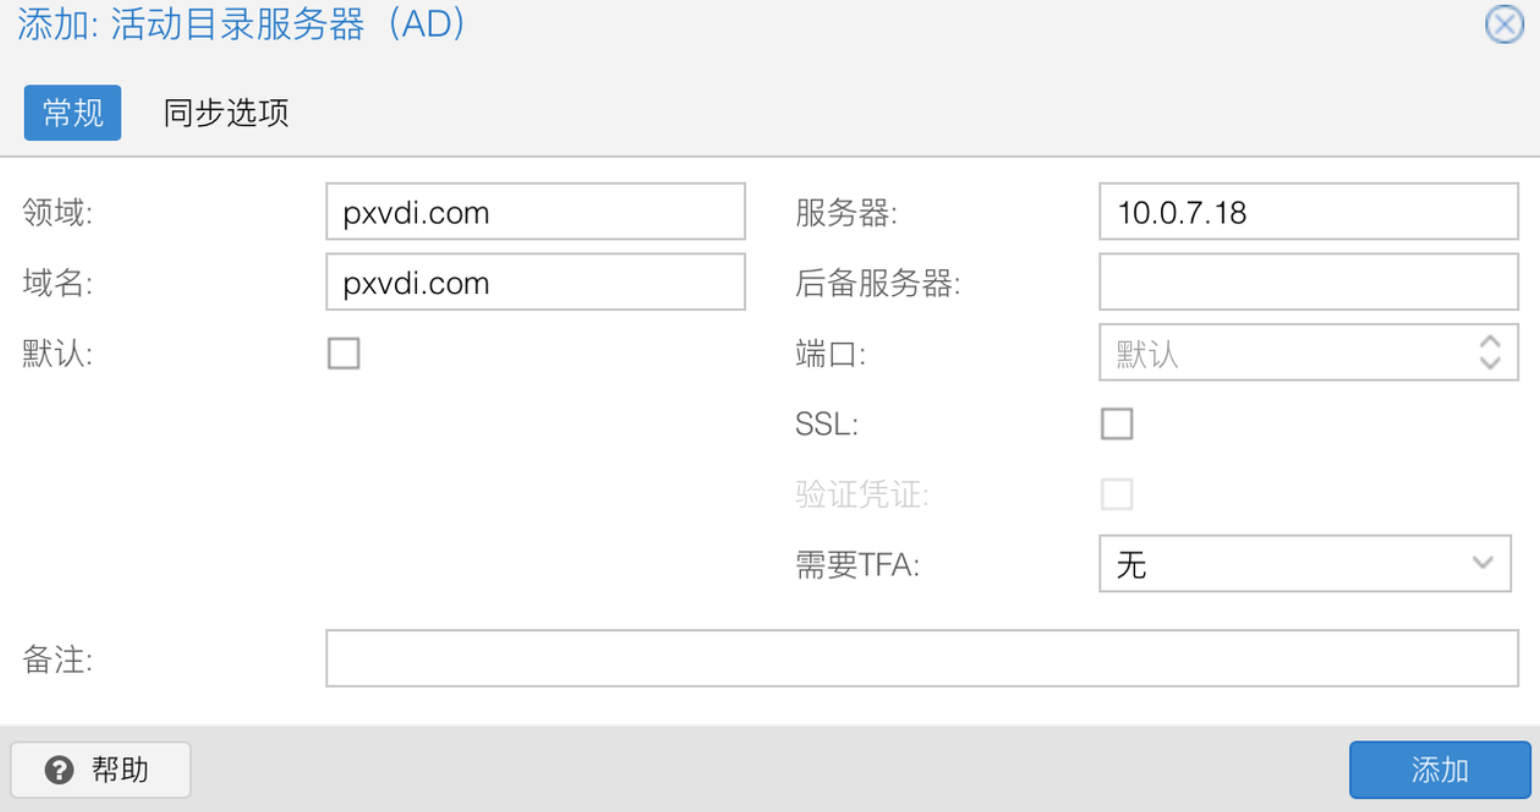 添加: 活动目录服务器（AD）
常规 同步选项
领域: pxvdi.com 服务器: 10.0.7.18
域名: pxvdi.com 后备服务器:
默认: 端口: 默认
SSL:
验证凭证:
需要TFA: 无
备注:
帮助 添加